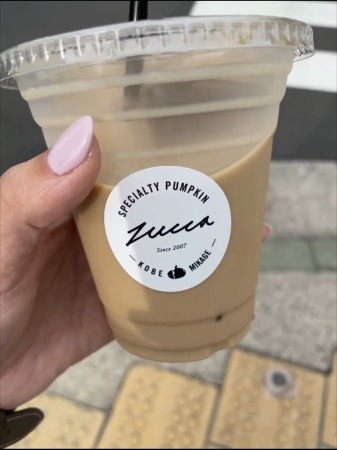 SPECIALTY PUMPKIN
zucca
Since 2007
— KOBE MIKAGE —